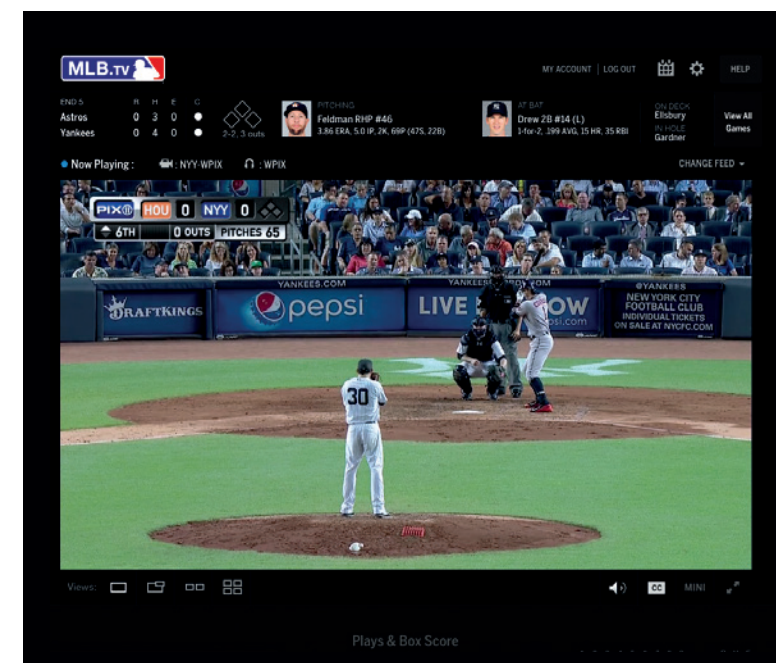 MLB.TV
MY ACCOUNT | LOG OUT
HELP
END 5 R H E C
Astros 0 3 0
Yankees 0 4 0
2-2, 3 outs
PITCHING
Feldman RHP #46
3.86 ERA, 5.0 IP, 2K, 69P (47S, 22B)
AT BAT
Drew 2B #14 (L)
1-for-2, .199 AVG, 15 HR, 35 RBI
ON DECK
Ellsbury
IN HOLE
Gardner
View All
Games
Now Playing : : NYY-WPIX : WPIX
CHANGE FEED
PIX11 HOU 0 NYY 0
6TH 0 OUTS PITCHES 65
DRAFTKINGS
YANKEES.COM
pepsi
LIVE OW
@YANKEES
NEW YORK CITY
FOOTBALL CLUB
INDIVIDUAL TICKETS
ON SALE AT NYCFC.COM
30
Views:
CC
MINI
Plays & Box Score